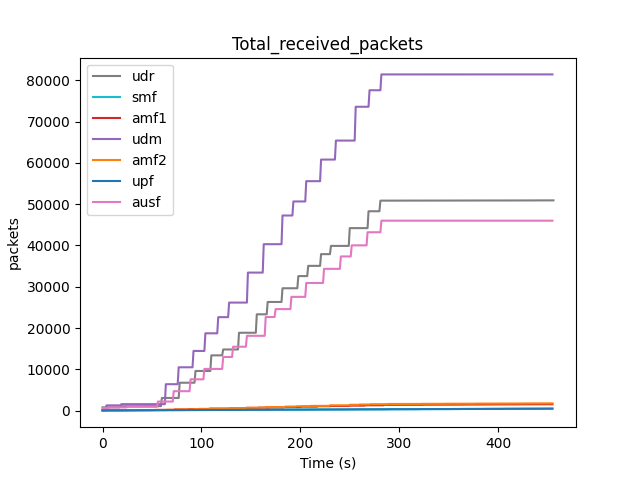 Total_received_packets
udr
smf
amf1
udm
amf2
upf
ausf
packets
80000
70000
60000
50000
40000
30000
20000
10000
0
0 100 200 300 400
Time (s)